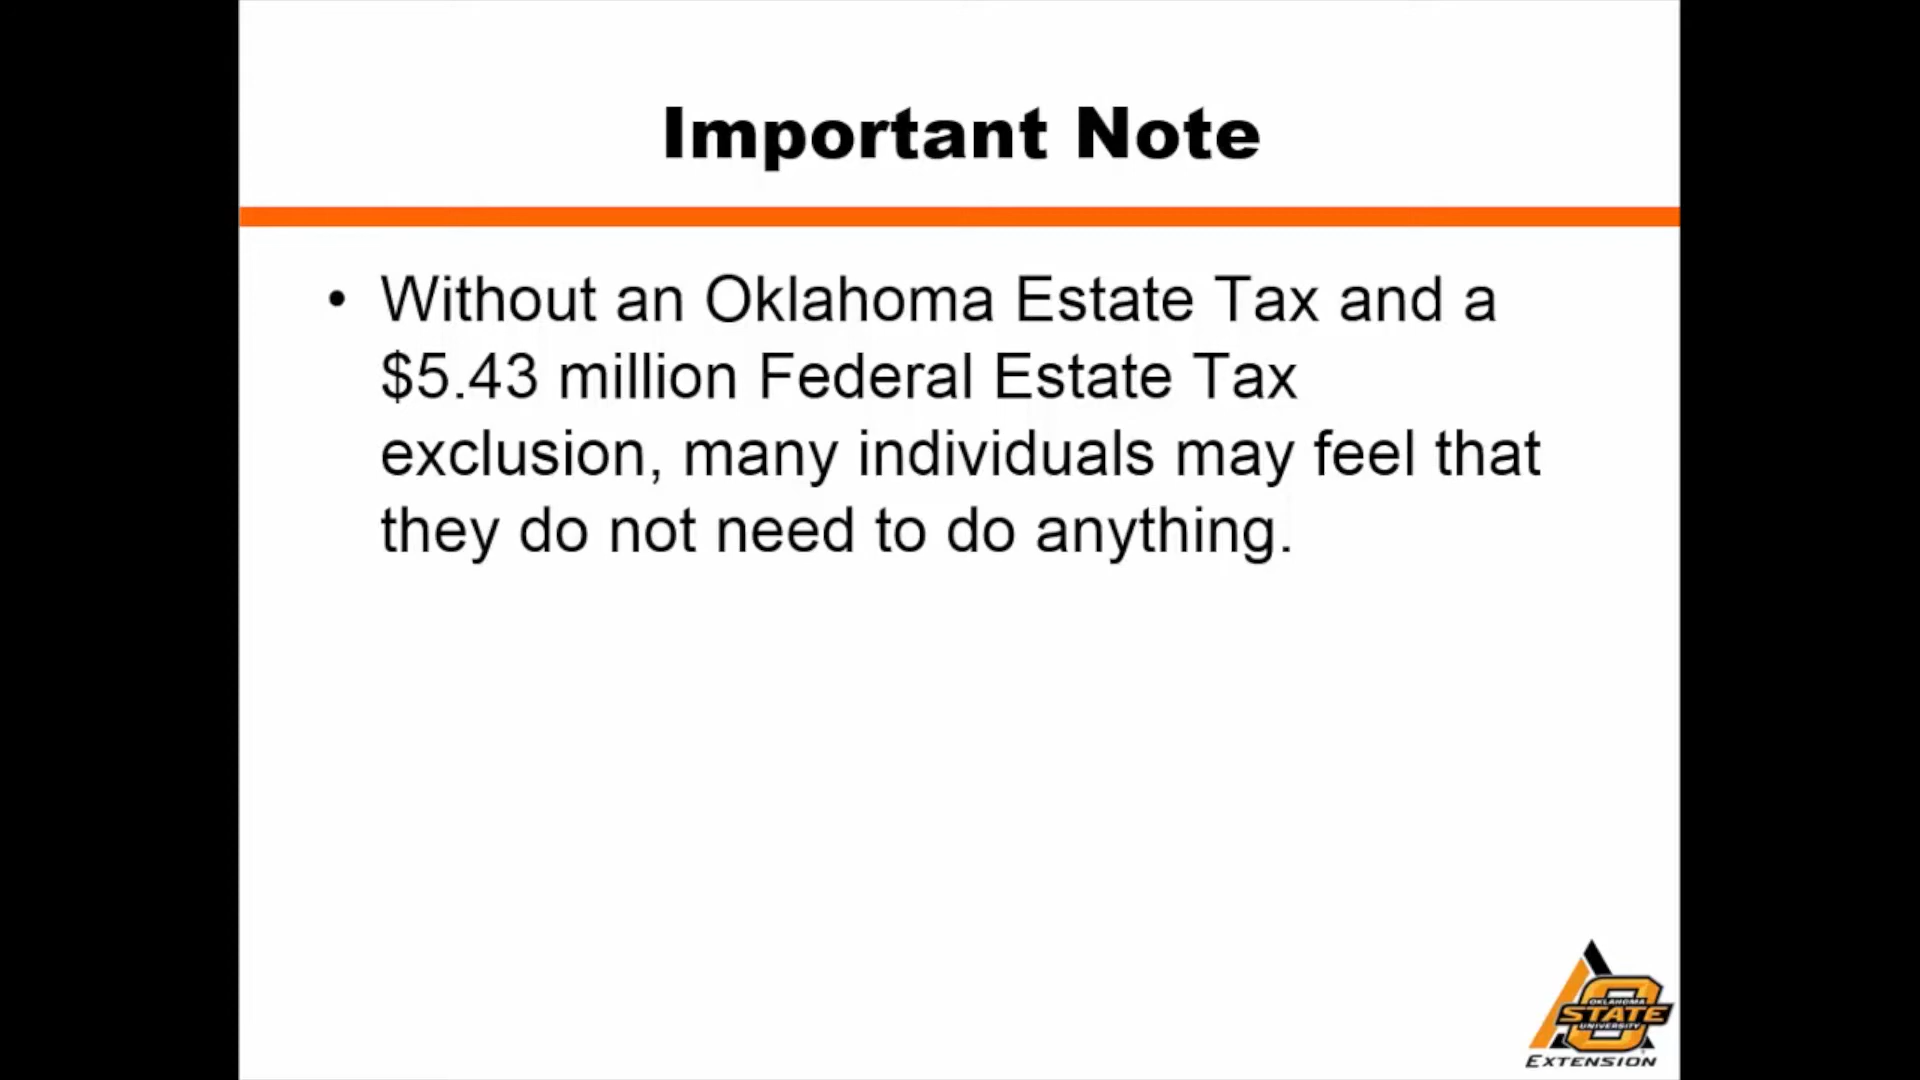 Important Note
• Without an Oklahoma Estate Tax and a
$5.43 million Federal Estate Tax
exclusion, many individuals may feel that
they do not need to do anything.
OKLAHOMA
STATE
UNIVERSITY
EXTENSION